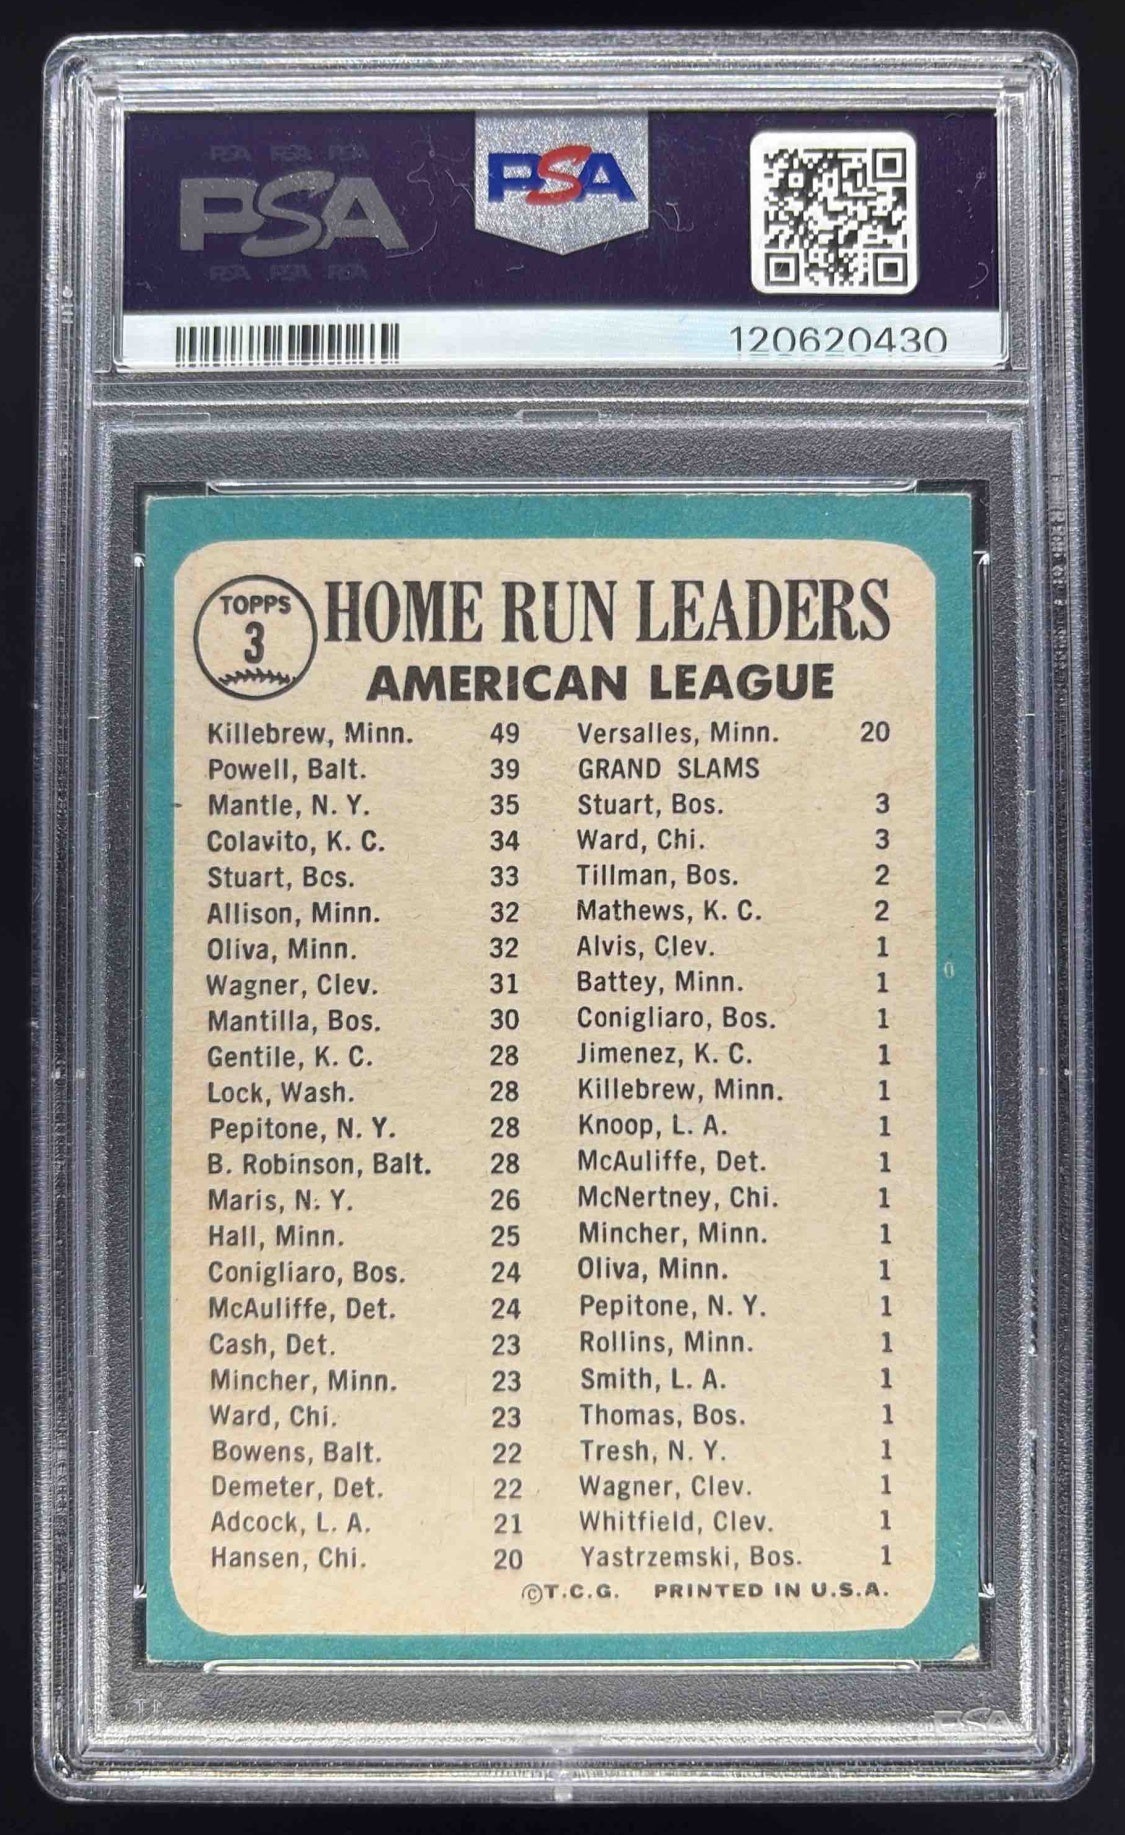 PSA PSA PSA
PSA
PSA PSA PSA
PSA
120620430
TOPPS
3
HOME RUN LEADERS
AMERICAN LEAGUE
Killebrew, Minn. 49 Versalles, Minn. 20
Powell, Balt. 39 GRAND SLAMS
Mantle, N. Y. 35 Stuart, Bos. 3
Colavito, K. C. 34 Ward, Chi. 3
Stuart, Bos. 33 Tillman, Bos. 2
Allison, Minn. 32 Mathews, K. C. 2
Oliva, Minn. 32 Alvis, Clev. 1
Wagner, Clev. 31 Battey, Minn. 1
Mantilla, Bos. 30 Conigliaro, Bos. 1
Gentile, K. C. 28 Jimenez, K. C. 1
Lock, Wash. 28 Killebrew, Minn. 1
Pepitone, N. Y. 28 Knoop, L. A. 1
B. Robinson, Balt. 28 McAuliffe, Det. 1
Maris, N. Y. 26 McNertney, Chi. 1
Hall, Minn. 25 Mincher, Minn. 1
Conigliaro, Bos. 24 Oliva, Minn. 1
McAuliffe, Det. 24 Pepitone, N. Y. 1
Cash, Det. 23 Rollins, Minn. 1
Mincher, Minn. 23 Smith, L. A. 1
Ward, Chi. 23 Thomas, Bos. 1
Bowens, Balt. 22 Tresh, N. Y. 1
Demeter, Det. 22 Wagner, Clev. 1
Adcock, L. A. 21 Whitfield, Clev. 1
Hansen, Chi. 20 Yastrzemski, Bos. 1
©T.C.G. PRINTED IN U.S.A.
PSA